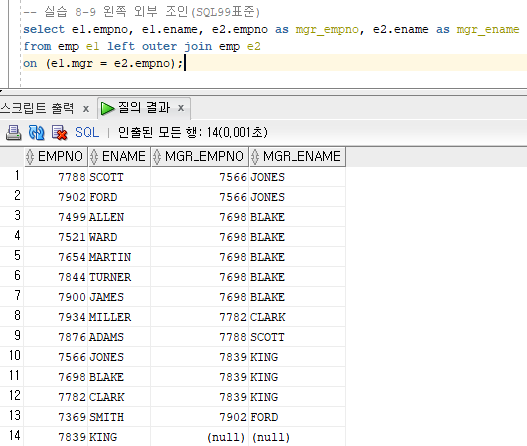 -- 실습 8-9 왼쪽 외부 조인(SQL99표준)
select e1.empno, e1.ename, e2.empno as mgr_empno, e2.ename as mgr_ename
from emp e1 left outer join emp e2
on (e1.mgr = e2.empno);
스크립트 출력 x 질의 결과 x
SQL | 인출된 모든 행: 14(0,001초)
EMPNO ENAME MGR_EMPNO MGR_ENAME
1 7788 SCOTT 7566 JONES
2 7902 FORD 7566 JONES
3 7499 ALLEN 7698 BLAKE
4 7521 WARD 7698 BLAKE
5 7654 MARTIN 7698 BLAKE
6 7844 TURNER 7698 BLAKE
7 7900 JAMES 7698 BLAKE
8 7934 MILLER 7782 CLARK
9 7876 ADAMS 7788 SCOTT
10 7566 JONES 7839 KING
11 7698 BLAKE 7839 KING
12 7782 CLARK 7839 KING
13 7369 SMITH 7902 FORD
14 7839 KING (null) (null)